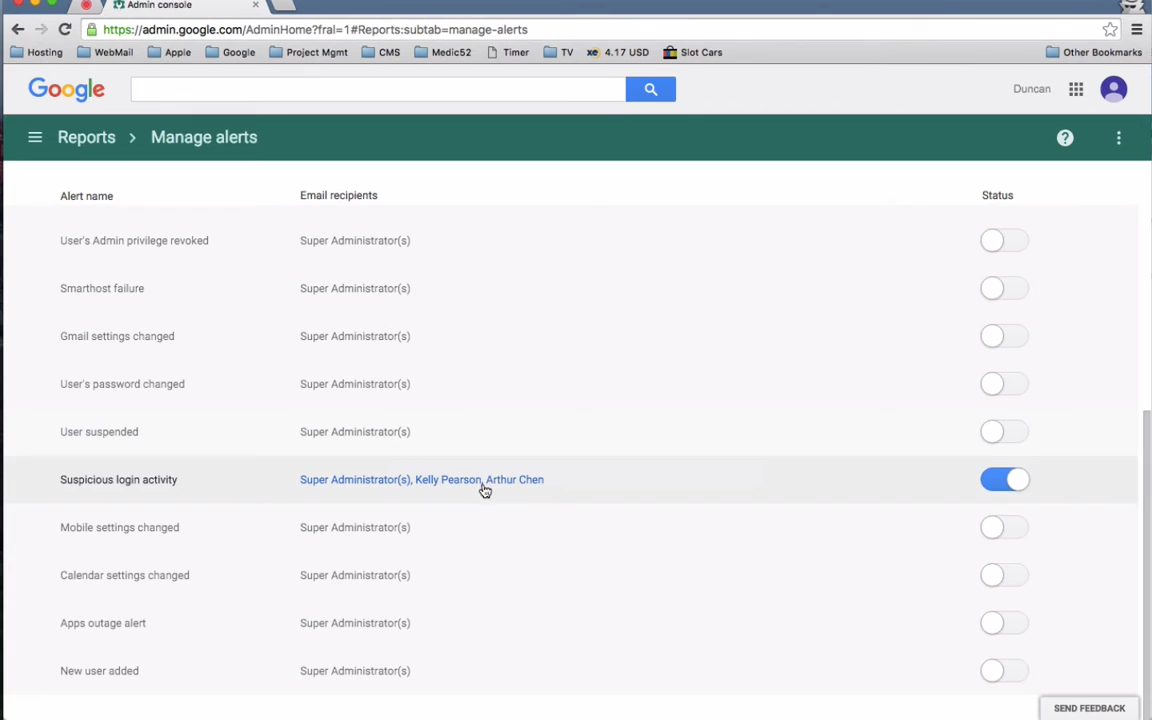 Admin console
https://admin.google.com/AdminHome?fral=1#Reports:subtab=manage-alerts
Hosting WebMail Apple Google Project Mgmt CMS Medic52 Timer TV xe 4.17 USD Slot Cars Other Bookmarks
Google Duncan
Reports > Manage alerts
Alert name Email recipients Status
User's Admin privilege revoked Super Administrator(s)
Smarthost failure Super Administrator(s)
Gmail settings changed Super Administrator(s)
User's password changed Super Administrator(s)
User suspended Super Administrator(s)
Suspicious login activity Super Administrator(s), Kelly Pearson, Arthur Chen
Mobile settings changed Super Administrator(s)
Calendar settings changed Super Administrator(s)
Apps outage alert Super Administrator(s)
New user added Super Administrator(s)
SEND FEEDBACK